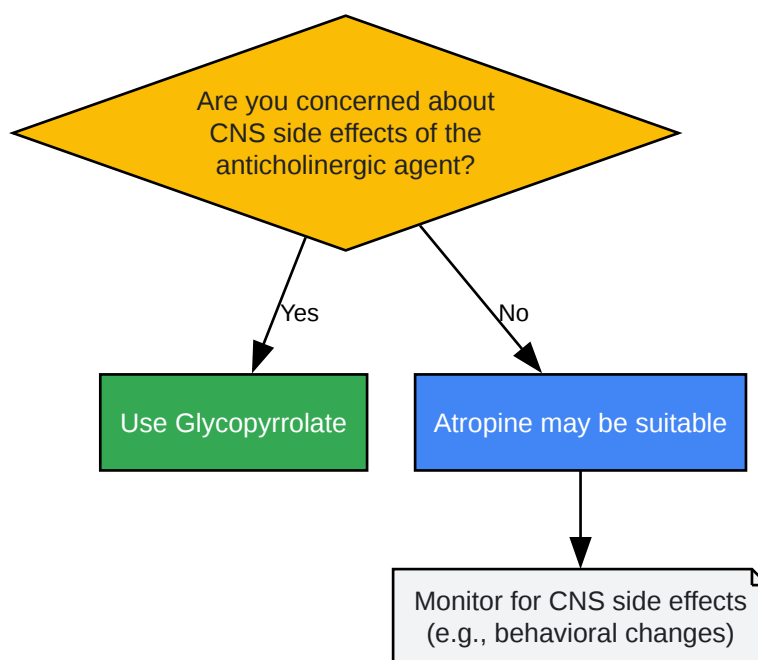 Are you concerned about
CNS side effects of the
anticholinergic agent?
Yes
No
Use Glycopyrrolate
Atropine may be suitable
Monitor for CNS side effects
(e.g., behavioral changes)